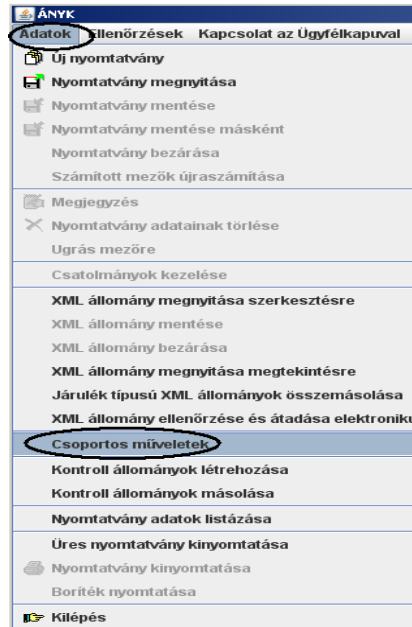 ÁNYK
Adatok Ellenőrzések Kapcsolat az Ügyfélkapuval
Új nyomtatvány
Nyomtatvány megnyitása
Nyomtatvány mentése
Nyomtatvány mentése másként
Nyomtatvány bezárása
Számított mezők újraszámítása
Megjegyzés
Nyomtatvány adatainak törlése
Ugrás mezőre
Csatolmányok kezelése
XML állomány megnyitása szerkesztésre
XML állomány mentése
XML állomány bezárása
XML állomány megnyitása megtekintésre
Járulék típusú XML állományok összemásolása
XML állomány ellenőrzése és átadása elektroniku
Csoportos műveletek
Kontroll állományok létrehozása
Kontroll állományok másolása
Nyomtatvány adatok listázása
Üres nyomtatvány kinyomtatása
Nyomtatvány kinyomtatása
Boríték nyomtatása
Kilépés